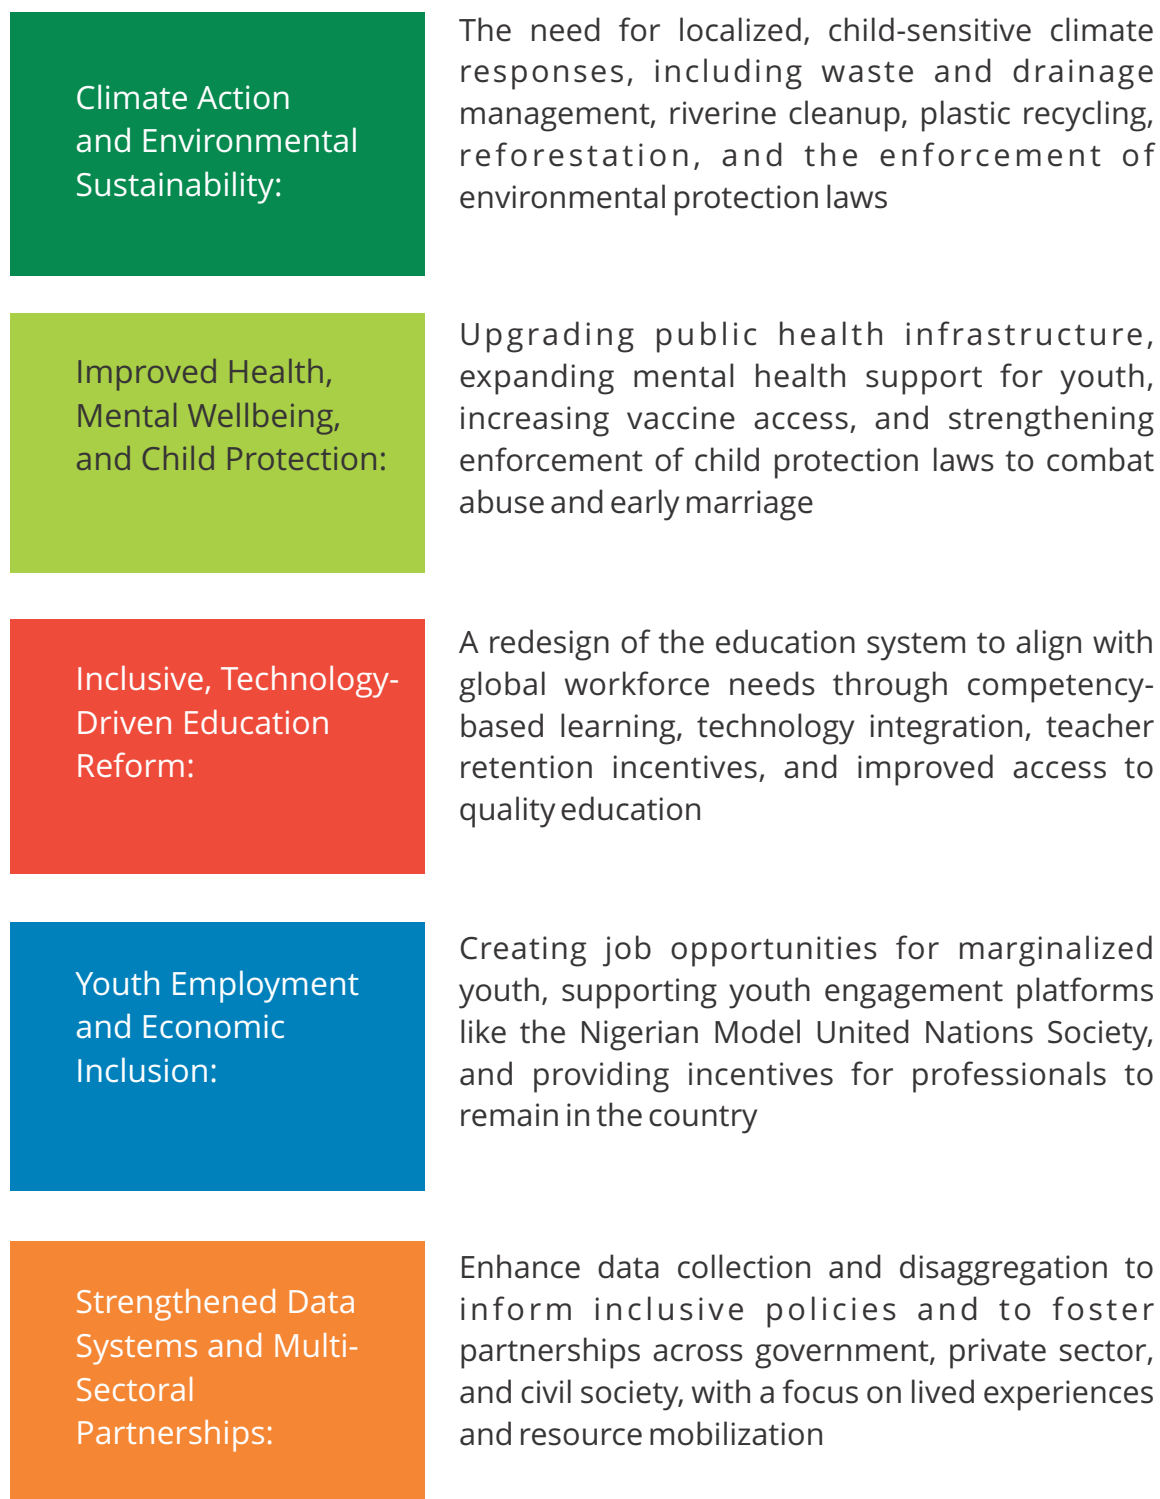 Climate Action
and Environmental
Sustainability:
The need for localized, child-sensitive climate
responses, including waste and drainage
management, riverine cleanup, plastic recycling,
reforestation, and the enforcement of
environmental protection laws
Improved Health,
Mental Wellbeing,
and Child Protection:
Upgrading public health infrastructure,
expanding mental health support for youth,
increasing vaccine access, and strengthening
enforcement of child protection laws to combat
abuse and early marriage
Inclusive, Technology-
Driven Education
Reform:
A redesign of the education system to align with
global workforce needs through competency-
based learning, technology integration, teacher
retention incentives, and improved access to
quality education
Youth Employment
and Economic
Inclusion:
Creating job opportunities for marginalized
youth, supporting youth engagement platforms
like the Nigerian Model United Nations Society,
and providing incentives for professionals to
remain in the country
Strengthened Data
Systems and Multi-
Sectoral
Partnerships:
Enhance data collection and disaggregation to
inform inclusive policies and to foster
partnerships across government, private sector,
and civil society, with a focus on lived experiences
and resource mobilization